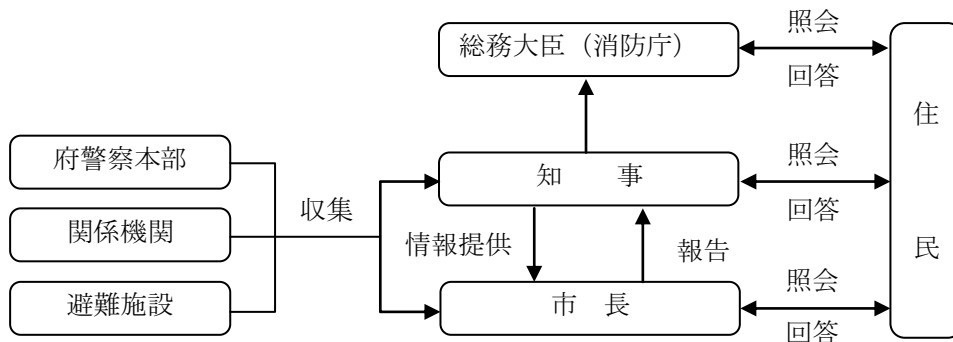 照会
総務大臣（消防庁）
回答
住民
府警察本部
照会
知　事
収集
回答
関係機関
情報提供
報告
照会
避難施設
市　長
回答